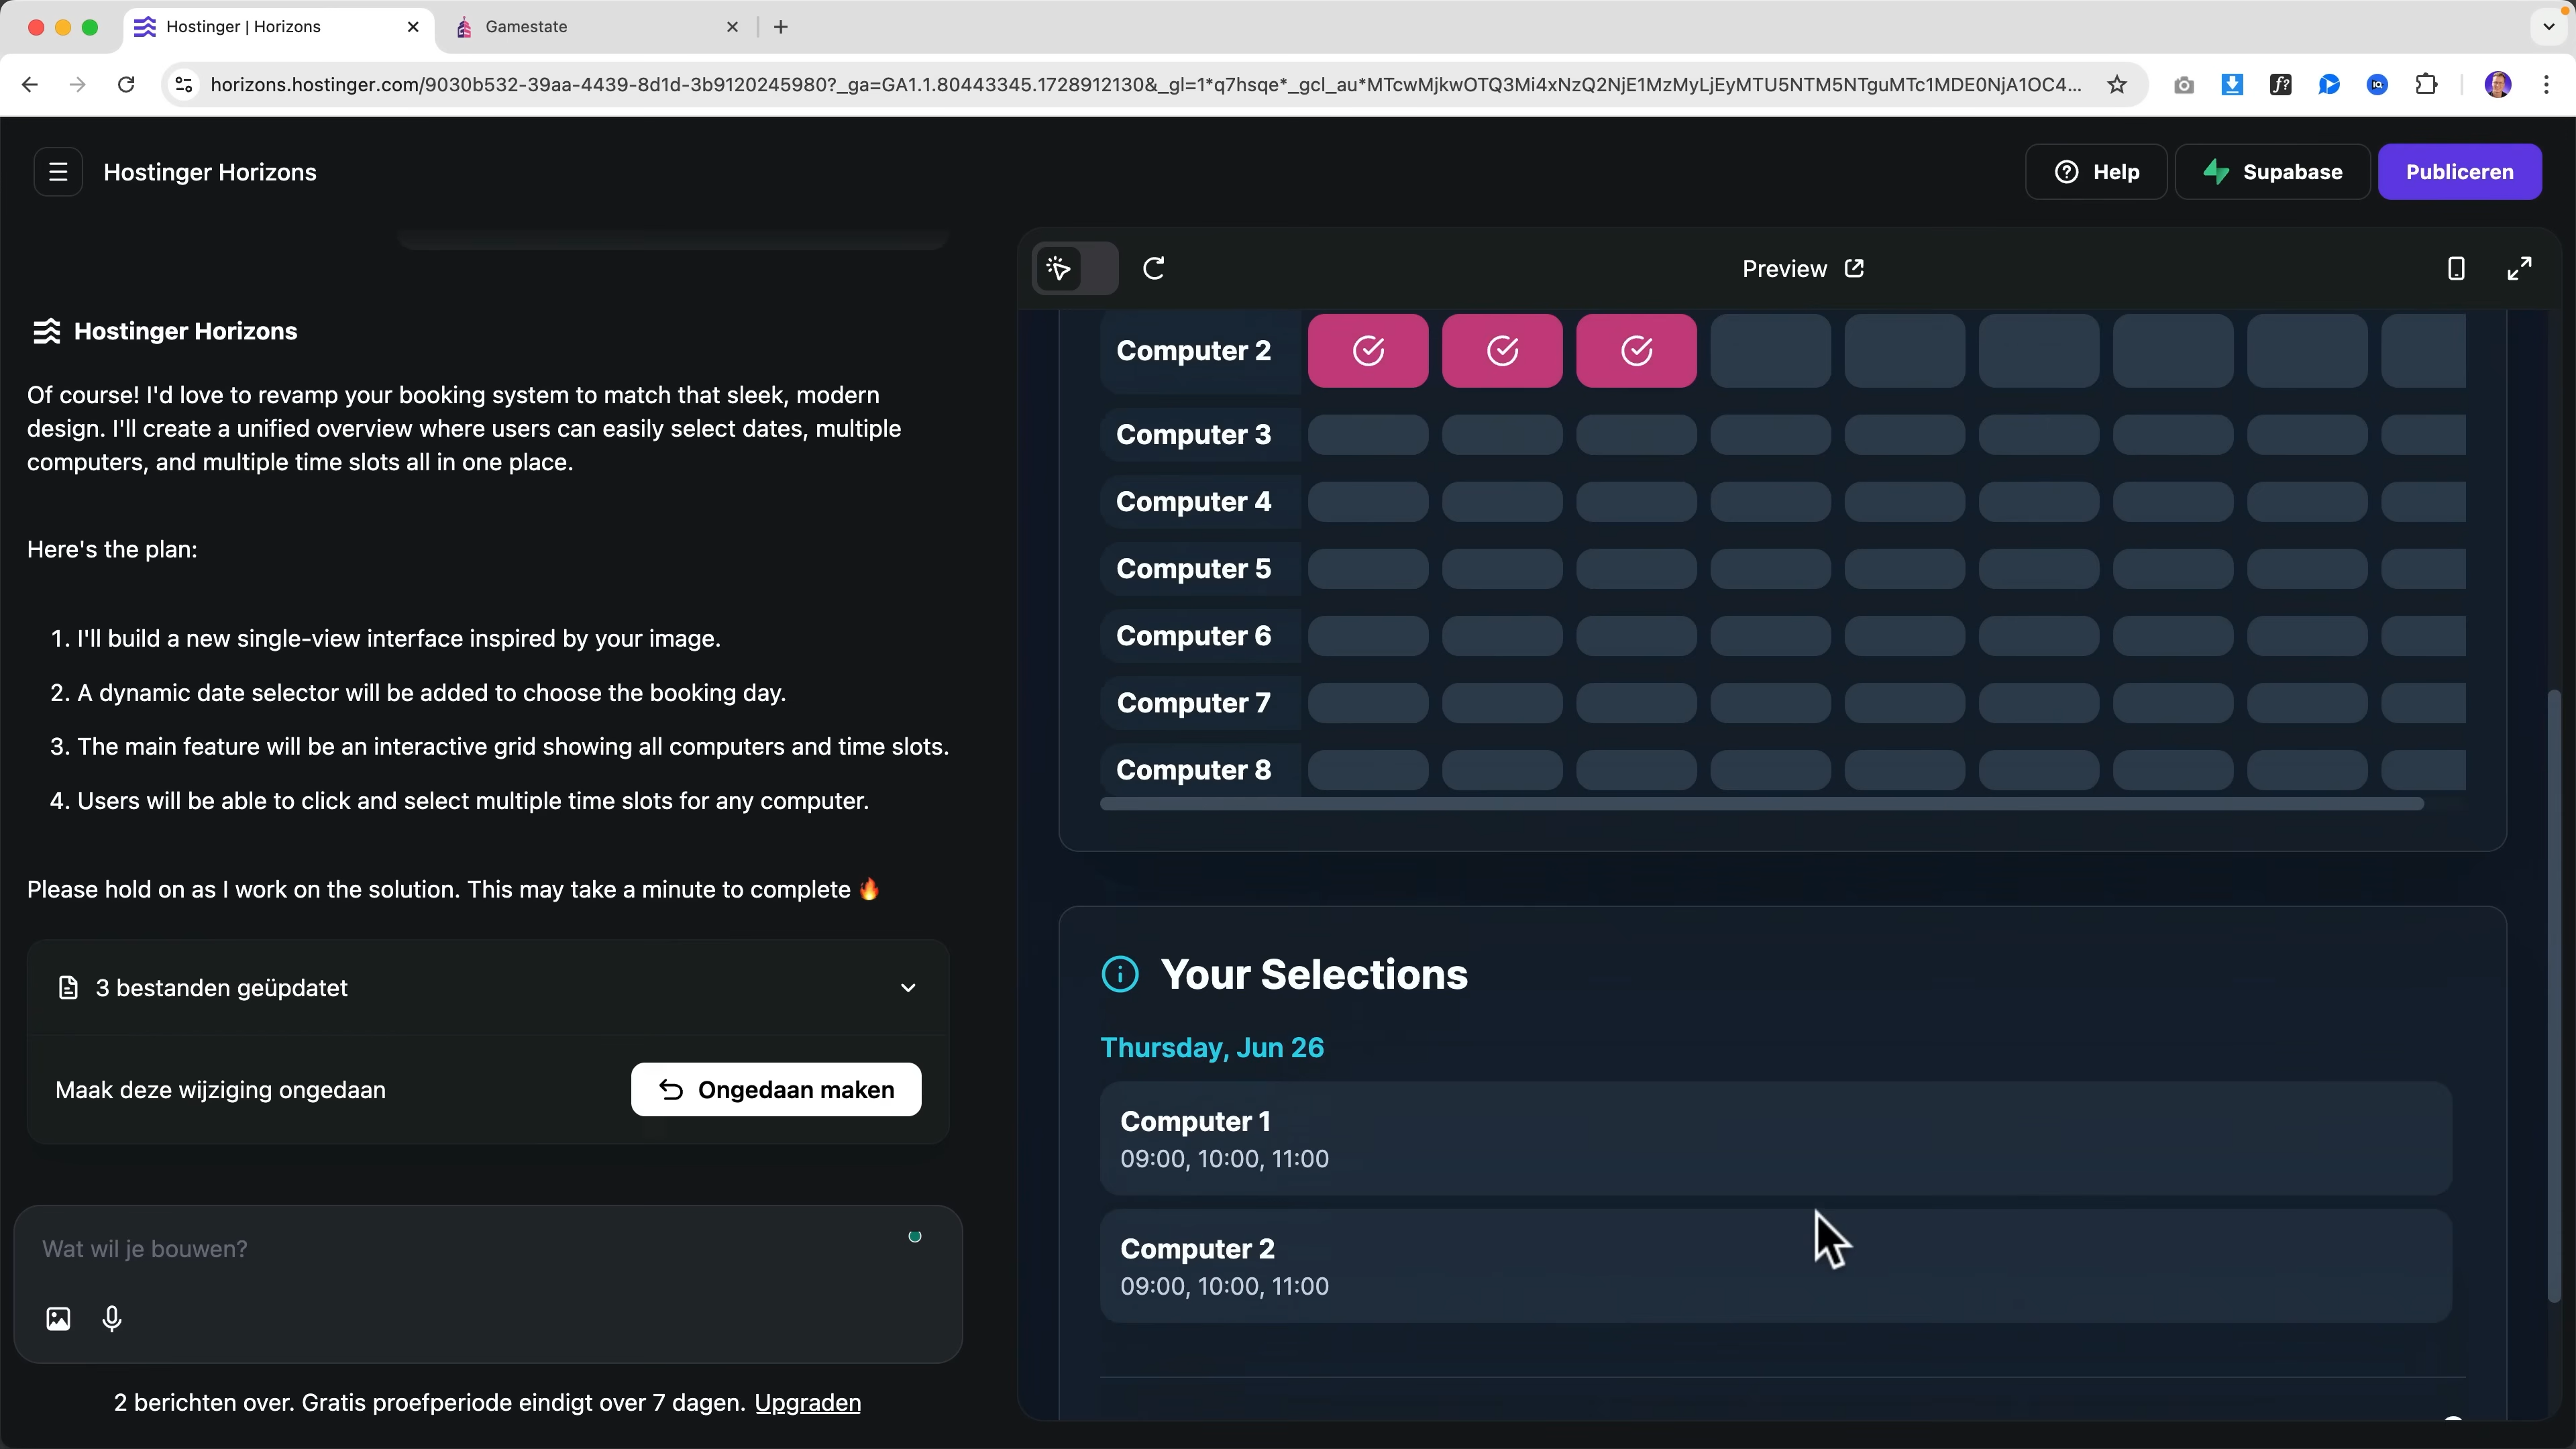 Hostinger | Horizons
Gamestate
horizons.hostinger.com/9030b532-39aa-4439-8d1d-3b9120245980?_ga=GA1.1.80443345.1728912130&_gl=1*q7hsqe*_gcl_au*MTcwMjkwOTQ3Mi4xNzQ2NjE1MzMyLjEyMTU5NTM5NTguMTc1MDE0NjA1OC4...
Hostinger Horizons
Help
Supabase
Publiceren
Preview
Hostinger Horizons
Of course! I'd love to revamp your booking system to match that sleek, modern
design. I'll create a unified overview where users can easily select dates, multiple
computers, and multiple time slots all in one place.
Here's the plan:
1. I'll build a new single-view interface inspired by your image.
2. A dynamic date selector will be added to choose the booking day.
3. The main feature will be an interactive grid showing all computers and time slots.
4. Users will be able to click and select multiple time slots for any computer.
Please hold on as I work on the solution. This may take a minute to complete 🔥
3 bestanden geüpdatet
Maak deze wijziging ongedaan
Ongedaan maken
Wat wil je bouwen?
2 berichten over. Gratis proefperiode eindigt over 7 dagen. Upgraden
Computer 2
Computer 3
Computer 4
Computer 5
Computer 6
Computer 7
Computer 8
Your Selections
Thursday, Jun 26
Computer 1
09:00, 10:00, 11:00
Computer 2
09:00, 10:00, 11:00